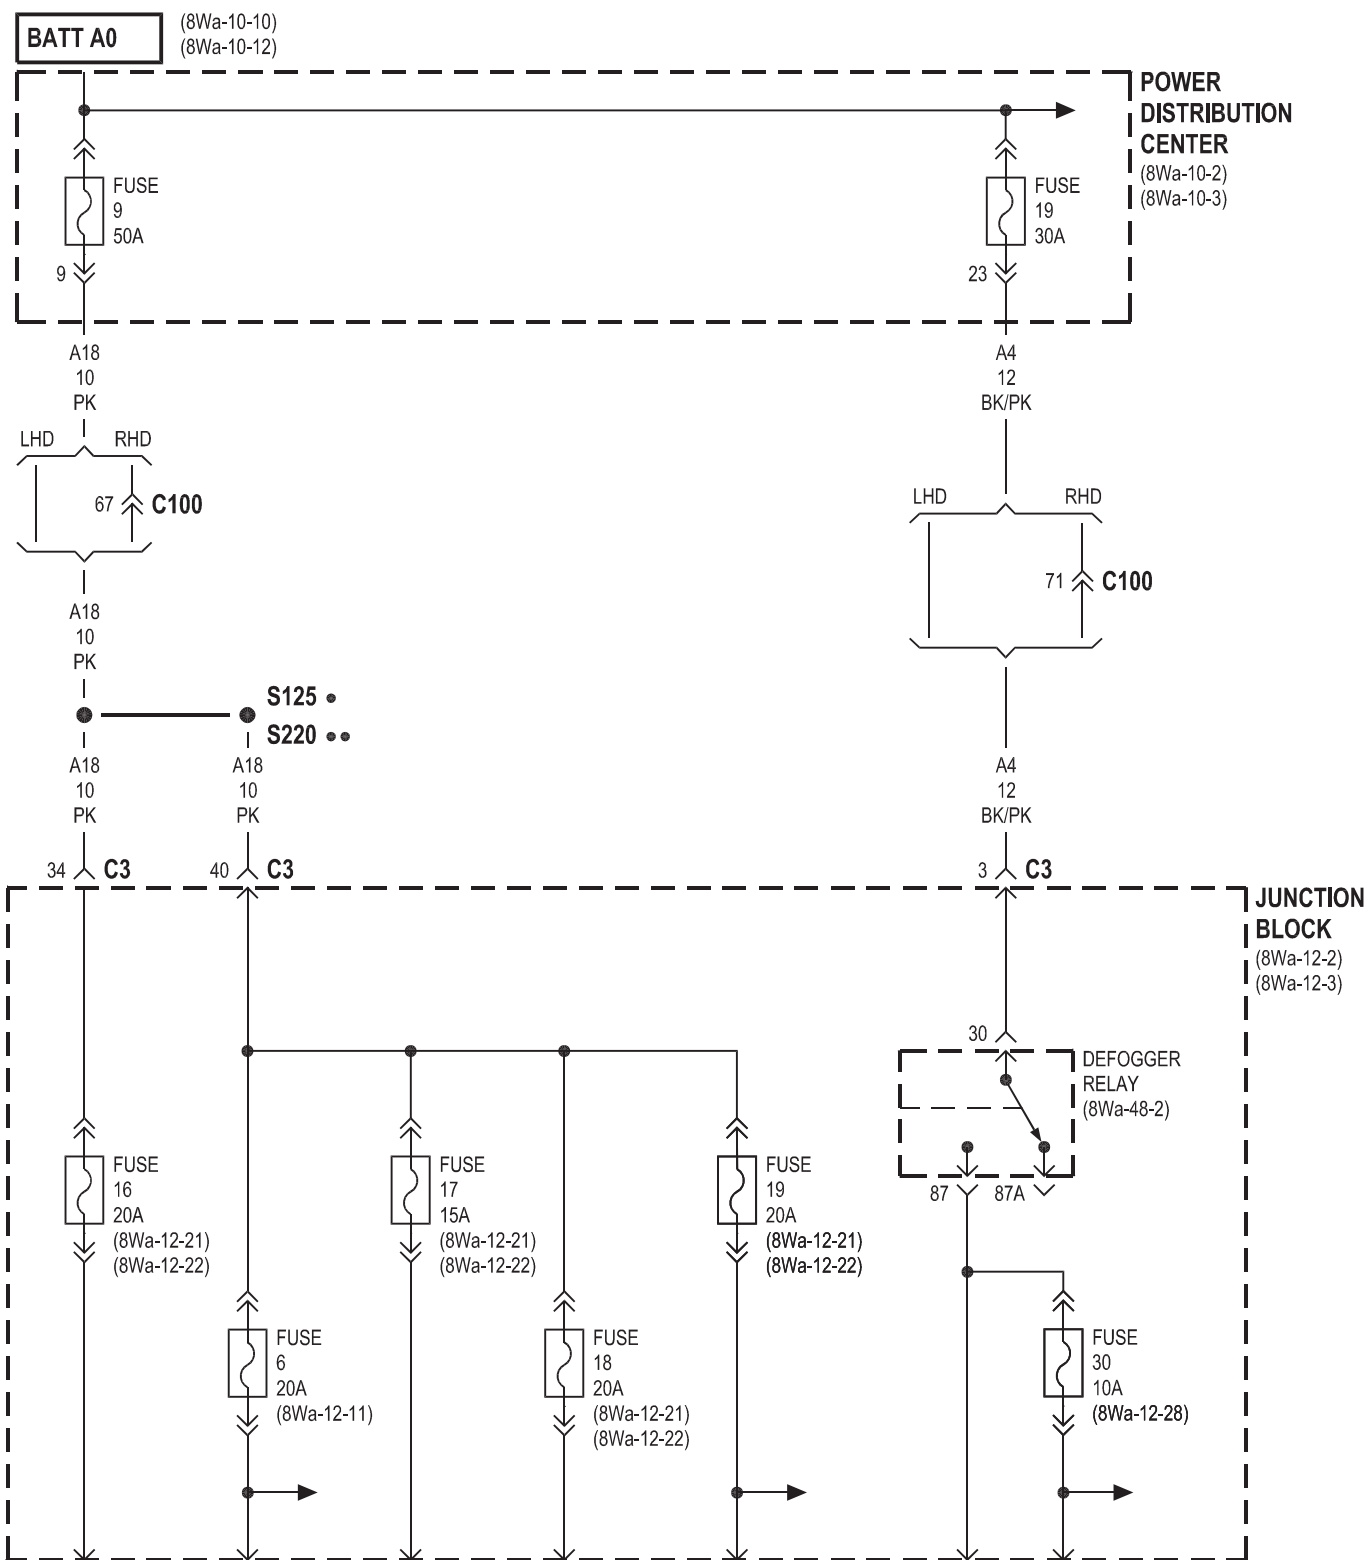 BATT A0
(8Wa-10-10)
(8Wa-10-12)
POWER
DISTRIBUTION
CENTER
(8Wa-10-2)
(8Wa-10-3)
FUSE
9
50A
9
FUSE
19
30A
23
A18
10
PK
A4
12
BK/PK
LHD
RHD
67
C100
LHD
RHD
71
C100
A18
10
PK
S125
S220
A18
10
PK
A18
10
PK
A4
12
BK/PK
34
C3
40
C3
3
C3
JUNCTION
BLOCK
(8Wa-12-2)
(8Wa-12-3)
30
DEFOGGER
RELAY
(8Wa-48-2)
87
87A
FUSE
16
20A
(8Wa-12-21)
(8Wa-12-22)
FUSE
17
15A
(8Wa-12-21)
(8Wa-12-22)
FUSE
19
20A
(8Wa-12-21)
(8Wa-12-22)
FUSE
6
20A
(8Wa-12-11)
FUSE
18
20A
(8Wa-12-21)
(8Wa-12-22)
FUSE
30
10A
(8Wa-12-28)